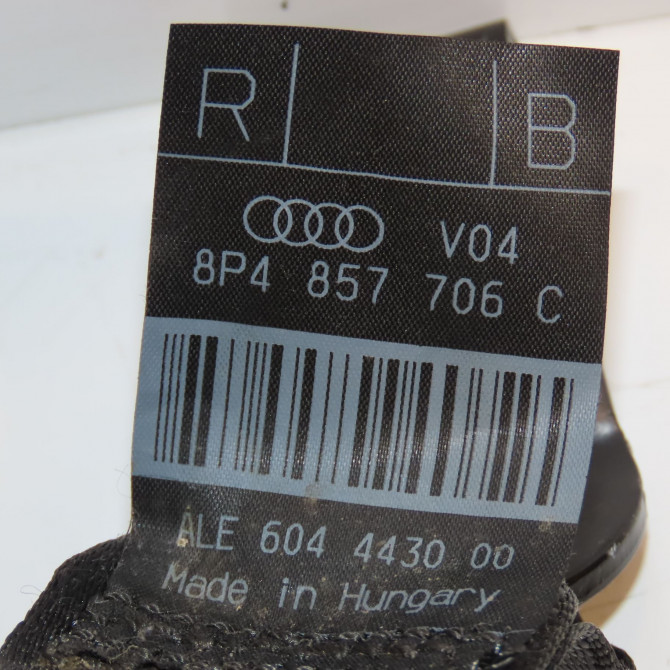 R B
V04
8P4 857 706 C
ALE 604 4430 00
Made in Hungary